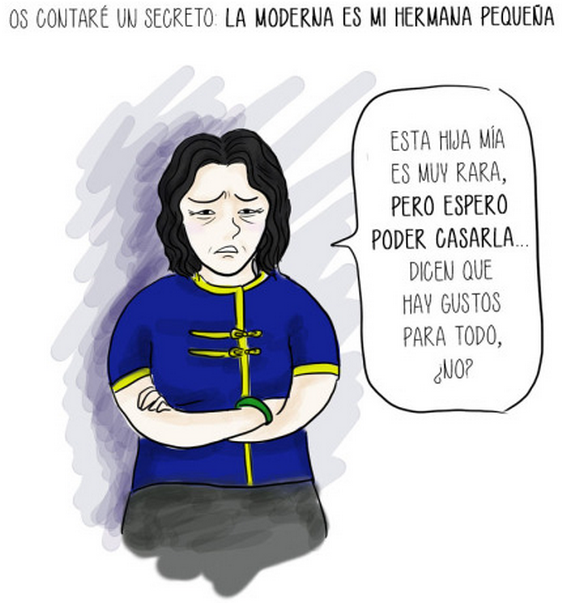 OS CONTARÉ UN SECRETO: LA MODERNA ES MI HERMANA PEQUEÑA
ESTA HIJA MÍA
ES MUY RARA,
PERO ESPERO
PODER CASARLA...
DICEN QUE
HAY GUSTOS
PARA TODO,
¿NO?